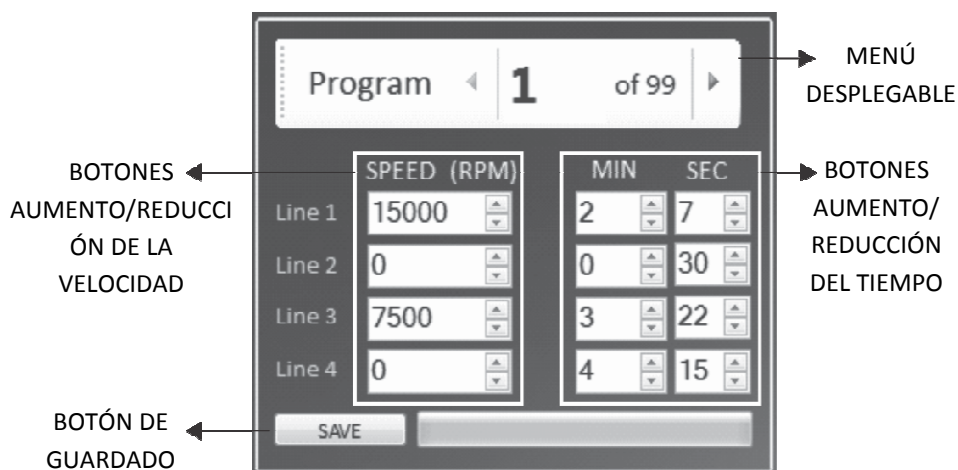 Program 1 of 99
MENÚ
DESPLEGABLE
BOTONES
AUMENTO/REDUCCI
ÓN DE LA
VELOCIDAD
SPEED (RPM) MIN SEC
Line 1 15000 2 7
Line 2 0 0 30
Line 3 7500 3 22
Line 4 0 4 15
BOTONES
AUMENTO/
REDUCCIÓN
DEL TIEMPO
BOTÓN DE
GUARDADO
SAVE